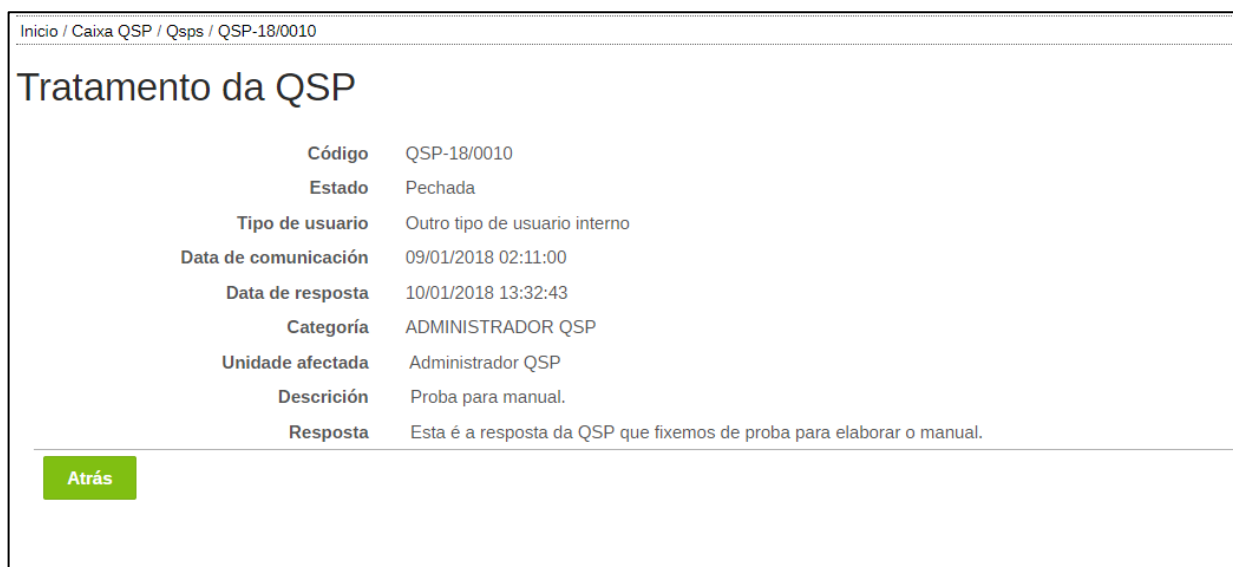 Inicio / Caixa QSP / Qsps / QSP-18/0010
Tratamento da QSP
Código QSP-18/0010
Estado Pechada
Tipo de usuario Outro tipo de usuario interno
Data de comunicación 09/01/2018 02:11:00
Data de resposta 10/01/2018 13:32:43
Categoría ADMINISTRADOR QSP
Unidade afectada Administrador QSP
Descrición Proba para manual.
Resposta Esta é a resposta da QSP que fixemos de proba para elaborar o manual.
Atrás